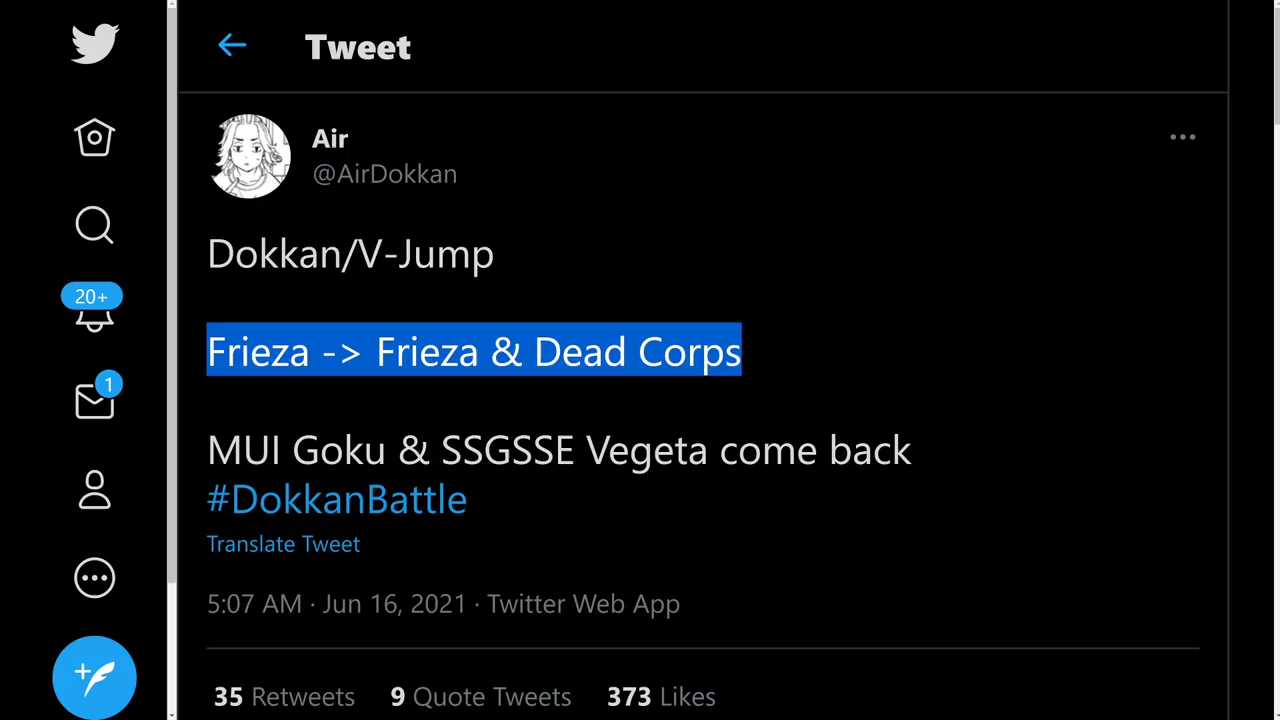 Tweet
Air
@AirDokkan
Dokkan/V-Jump
Frieza -> Frieza & Dead Corps
MUI Goku & SSGSSE Vegeta come back
#DokkanBattle
Translate Tweet
5:07 AM · Jun 16, 2021 · Twitter Web App
35 Retweets 9 Quote Tweets 373 Likes
20+
1